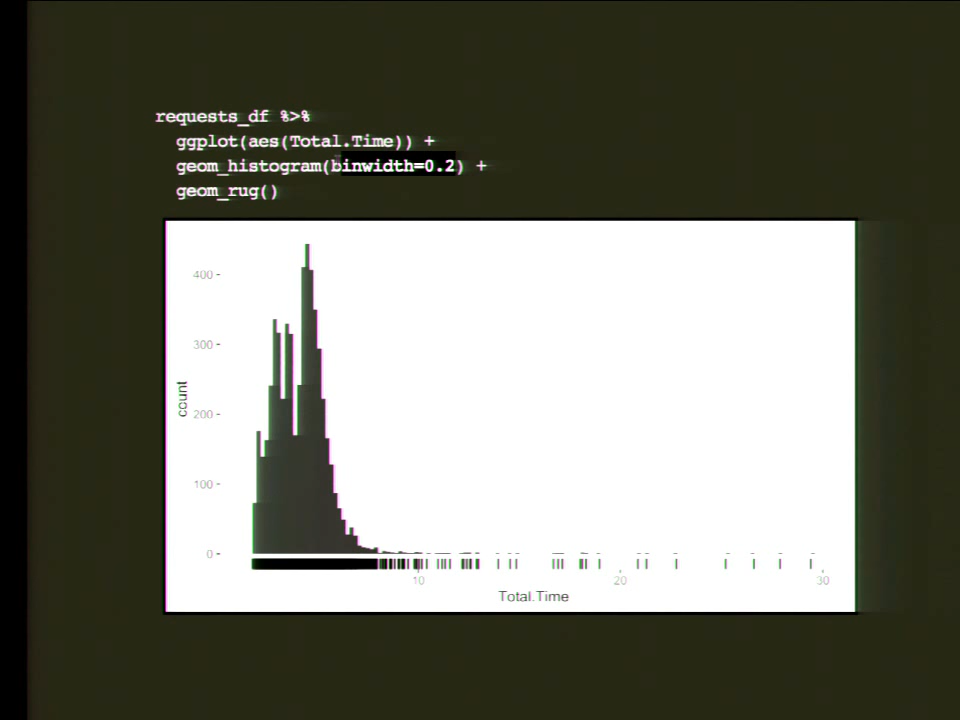 requests_df %>%
ggplot(aes(Total.Time)) +
geom_histogram(binwidth=0.2) +
geom_rug()
400
300
200
100
0
count
10
20
30
Total.Time